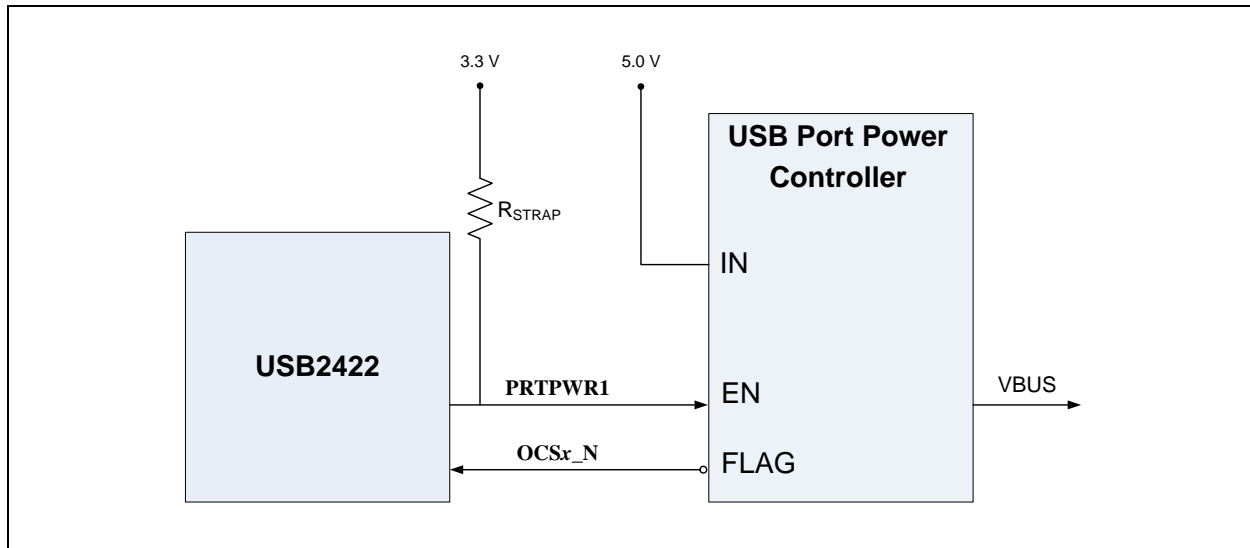 3.3 V
5.0 V
USB Port Power
Controller
RSTRAP
IN
USB2422
PRTPWR1
EN
VBUS
OCSx_N
FLAG